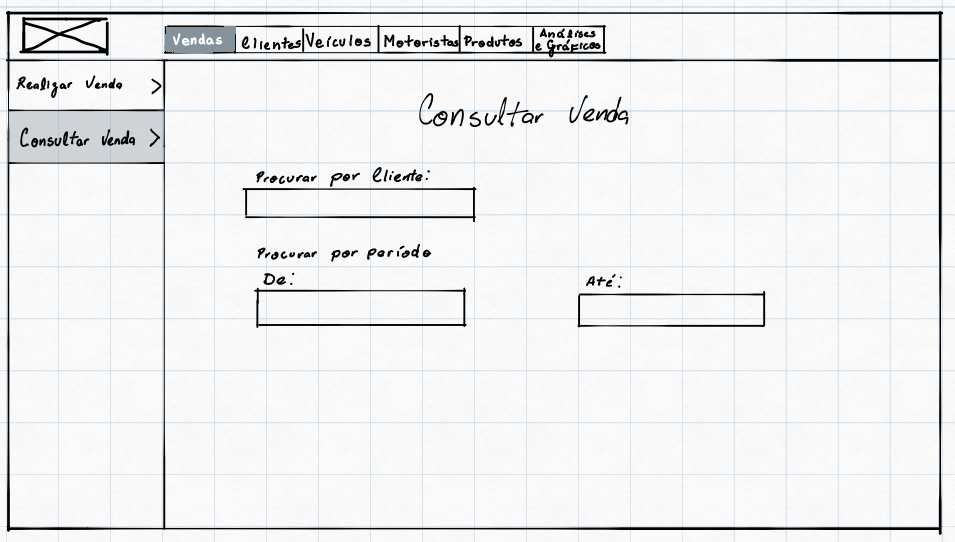 Vendas
Clientes
Veículos
Motoristas
Produtos
Análises
e Gráficos
Realizar Venda >
Consultar Venda >
Consultar Venda
Procurar por Cliente:
Procurar por período
De:
Até: